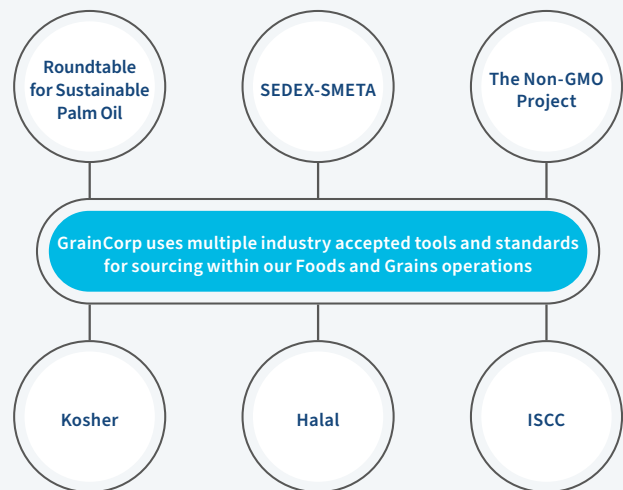 Roundtable
for Sustainable
Palm Oil
SEDEX-SMETA
The Non-GMO
Project
GrainCorp uses multiple industry accepted tools and standards
for sourcing within our Foods and Grains operations
Kosher
Halal
ISCC